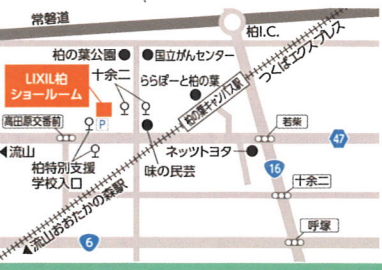 常磐道
柏I.C.
柏の葉公園
国立がんセンター
つくばエクスプレス
LIXIL柏
ショールーム
十余二
ららぽーと柏の葉
柏の葉キャンパス駅
P
高田原交番前
若柴
47
流山
柏特別支援
学校入口
味の民芸
ネッツトヨタ
16
十余二
流山おおたかの森駅
呼塚
6